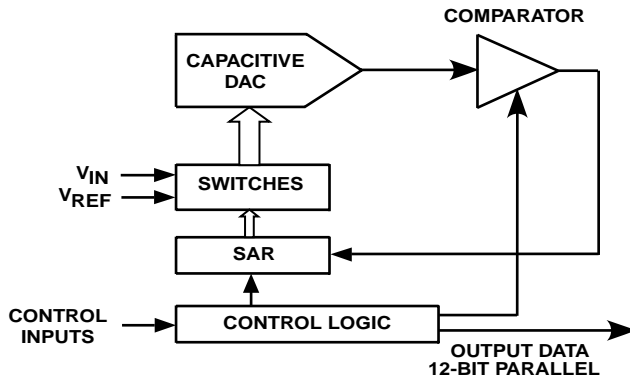 COMPARATOR
CAPACITIVE
DAC
VIN
VREF
SWITCHES
SAR
CONTROL
INPUTS
CONTROL LOGIC
OUTPUT DATA
12-BIT PARALLEL